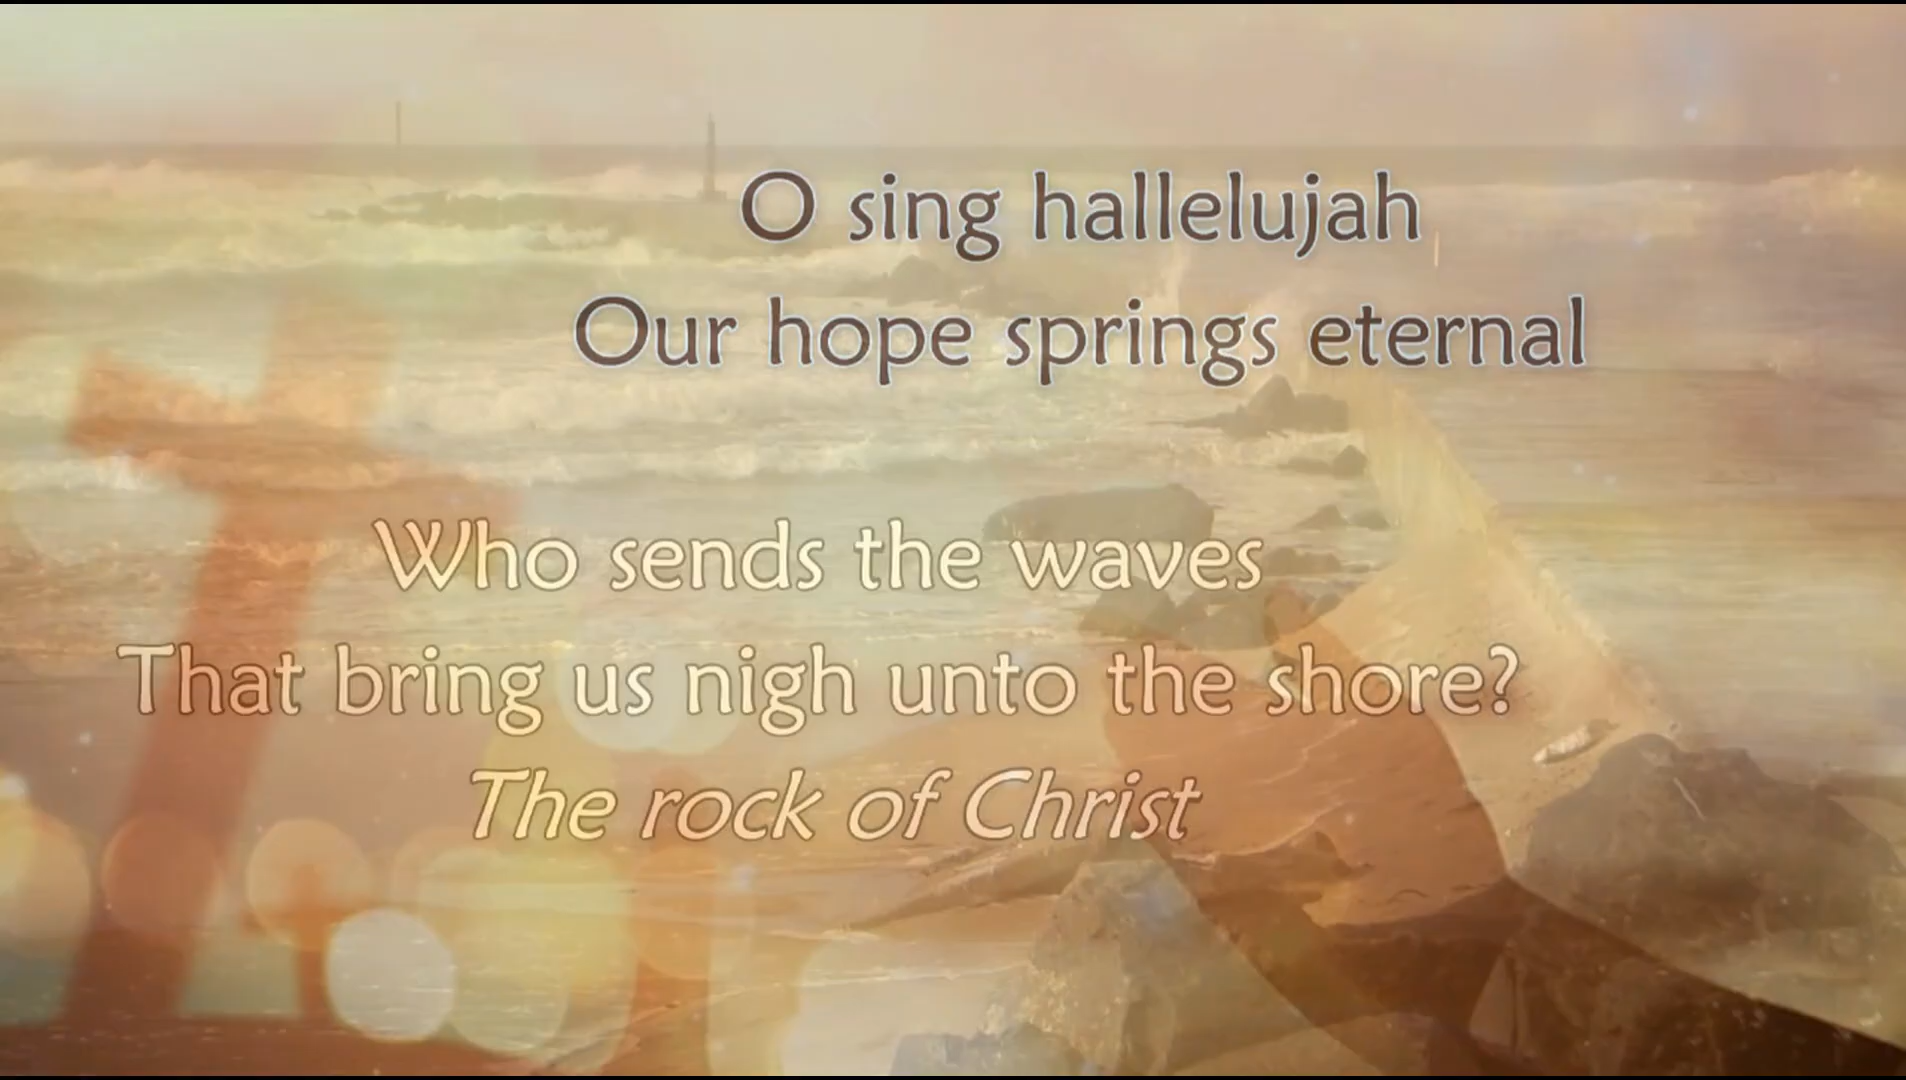 O sing hallelujah
Our hope springs eternal
Who sends the waves
That bring us nigh unto the shore?
The rock of Christ